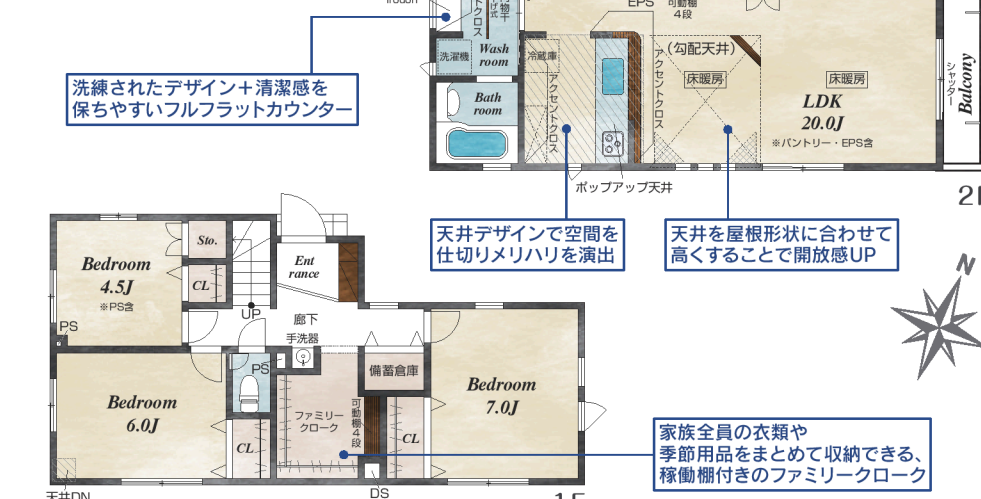 EPS
可動棚
4段
洗濯機
Wash
room
冷蔵庫
アクセントクロス
アクセントクロス
(勾配天井)
床暖房
床暖房
LDK
20.0J
※パントリー・EPS含
シャッター
Balcony
Bath
room
洗練されたデザイン＋清潔感を
保ちやすいフルフラットカウンター
ポップアップ天井
天井デザインで空間を
仕切りメリハリを演出
天井を屋根形状に合わせて
高くすることで開放感UP
N
Bedroom
4.5J
※PS含
PS
Sto.
CL
UP
Ent
rance
廊下
手洗器
PS
備蓄倉庫
Bedroom
6.0J
CL
ファミリー
クローク
可動棚4段
CL
Bedroom
7.0J
家族全員の衣類や
季節用品をまとめて収納できる、
稼働棚付きのファミリークローク
天井DN
DS